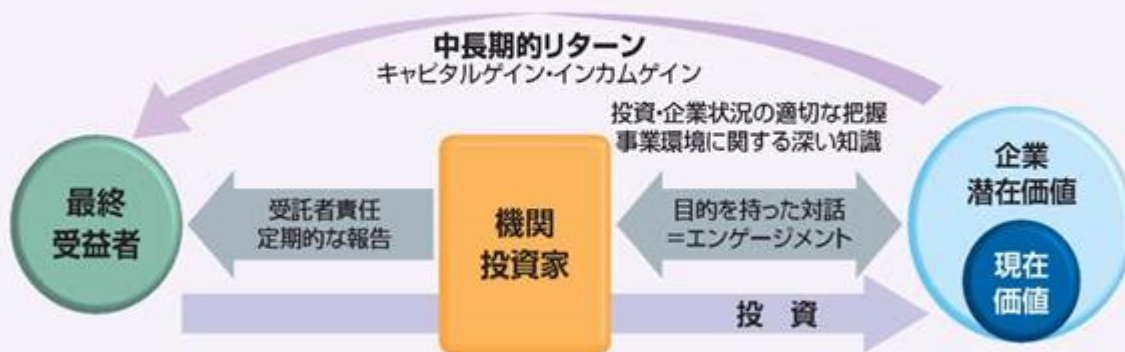 中長期的リターン
キャピタルゲイン・インカムゲイン
投資・企業状況の適切な把握
事業環境に関する深い知識
最終
受益者
受託者責任
定期的な報告
機関
投資家
目的を持った対話
=エンゲージメント
企業
潜在価値
現在
価値
投 資